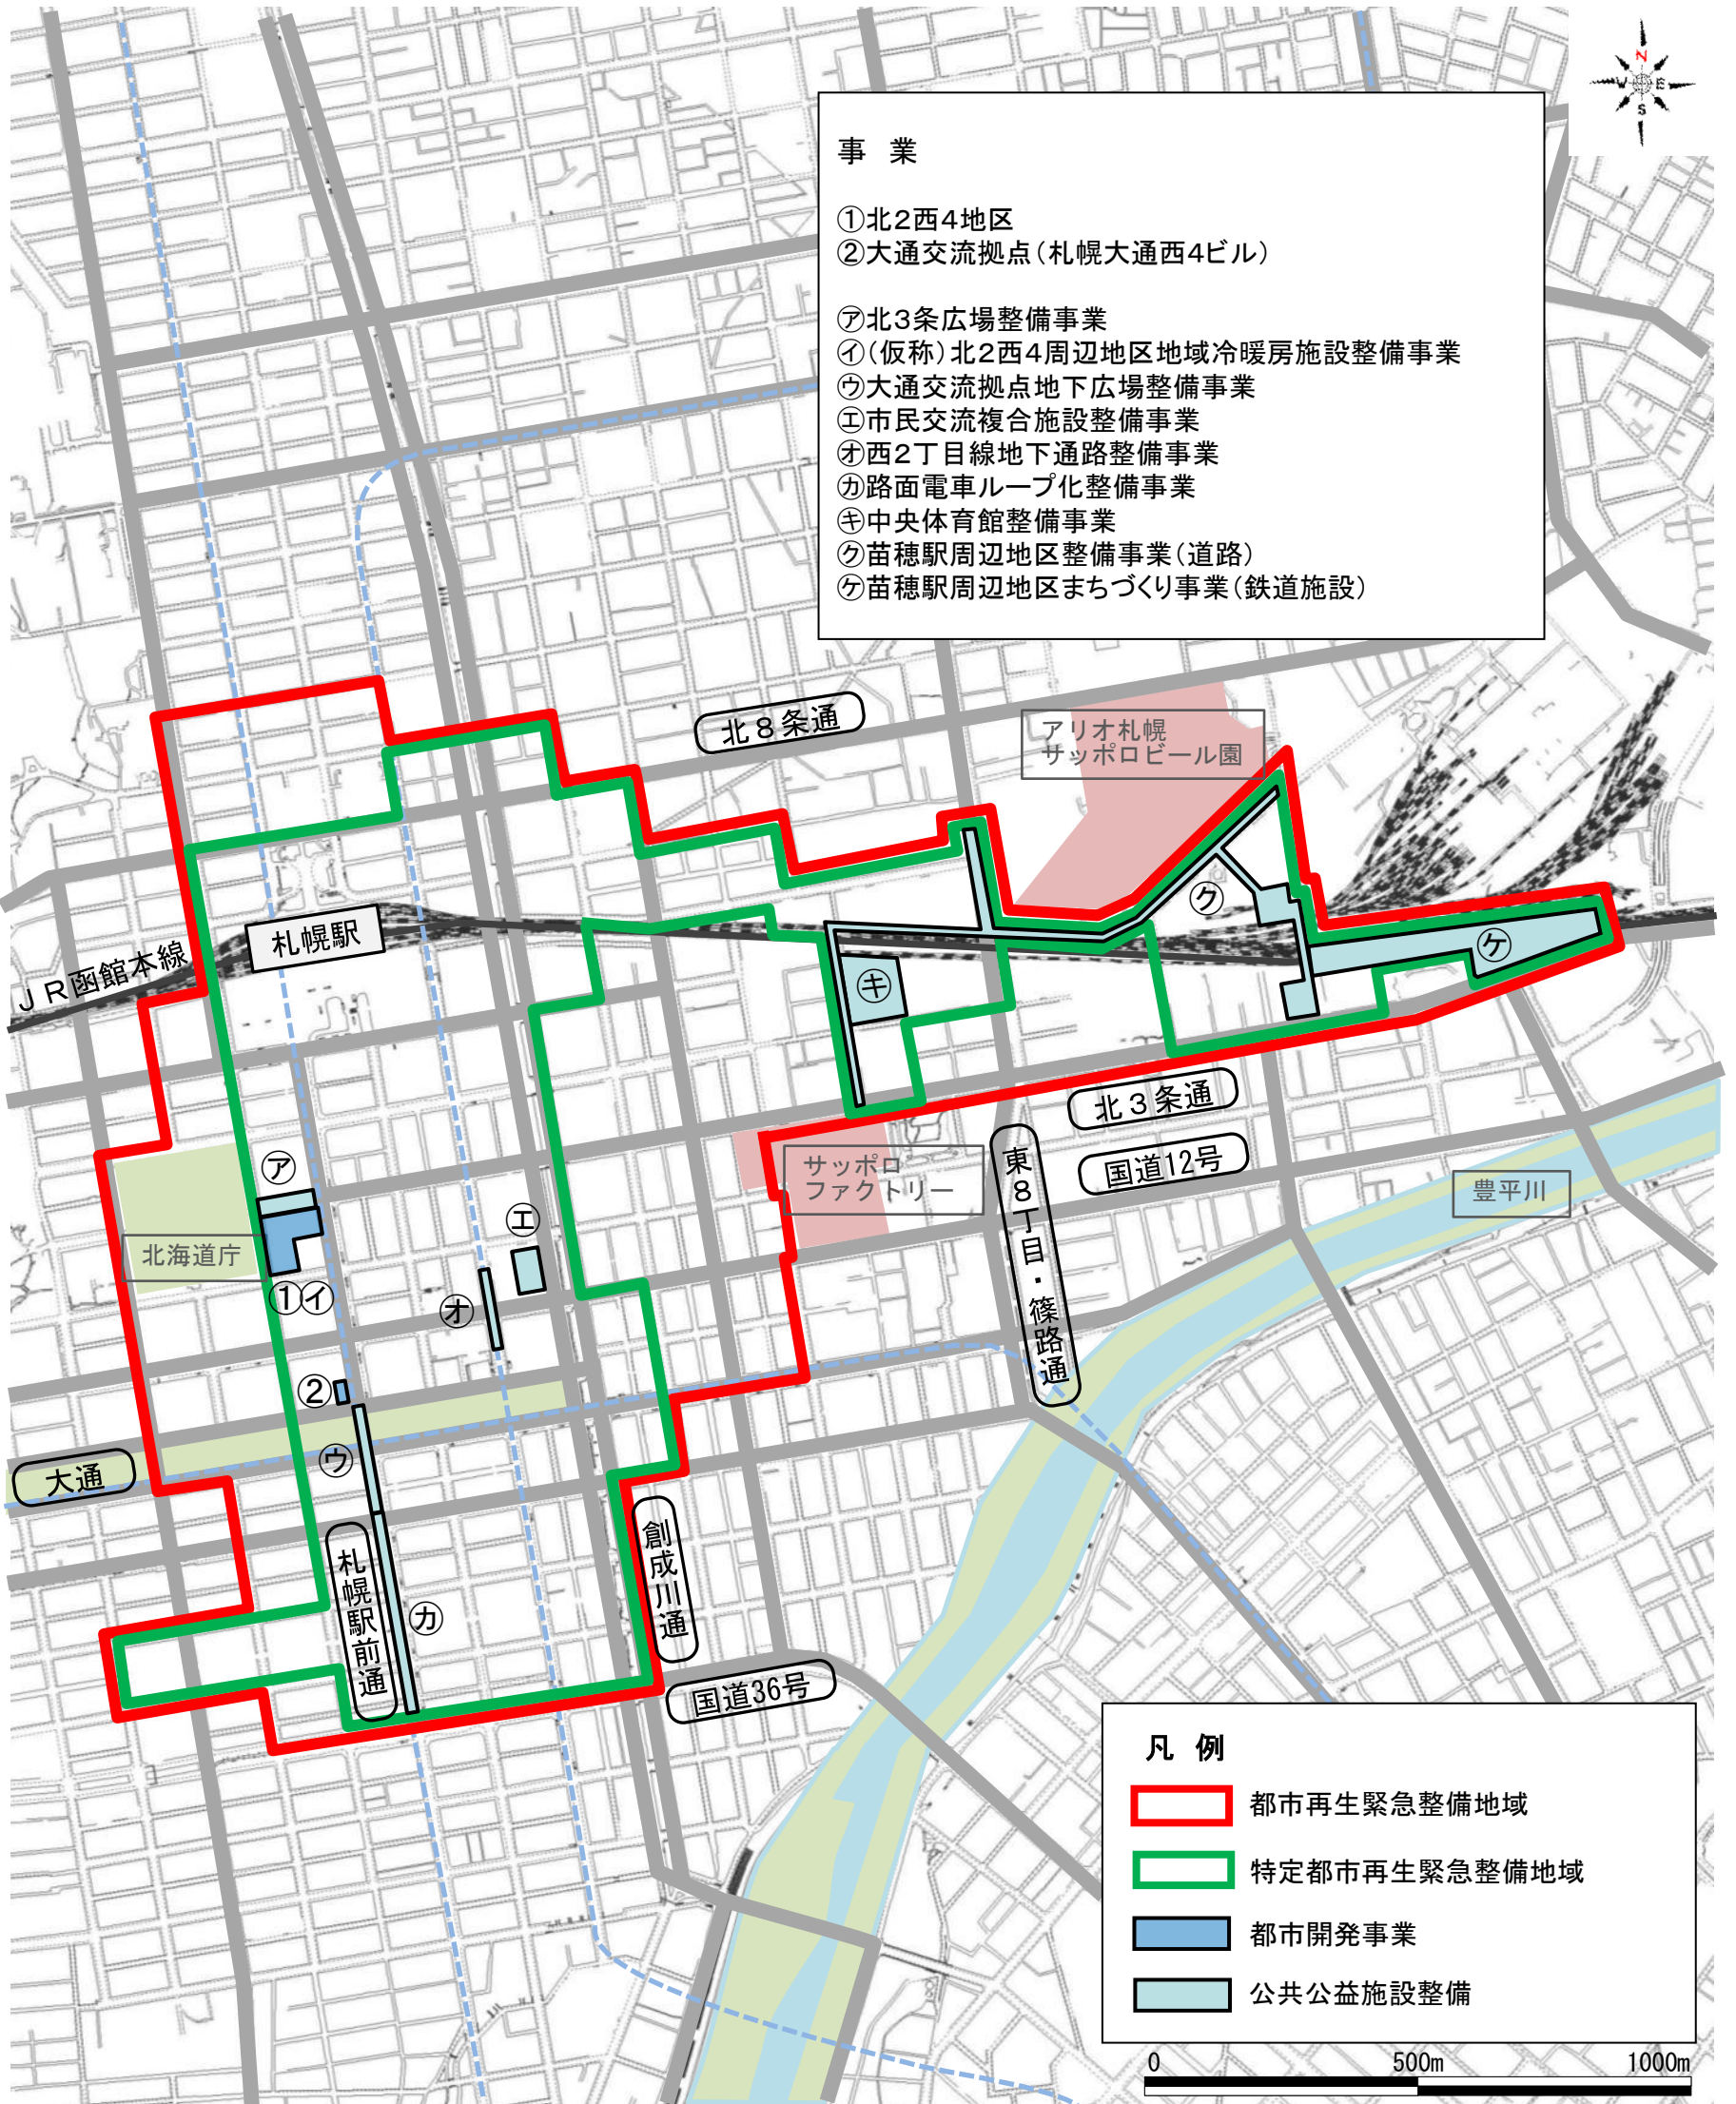 N
W E
S
事 業
①北2西4地区
②大通交流拠点(札幌大通西4ビル)
㋐北3条広場整備事業
㋑(仮称)北2西4周辺地区地域冷暖房施設整備事業
㋒大通交流拠点地下広場整備事業
㋓市民交流複合施設整備事業
㋔西2丁目線地下通路整備事業
㋕路面電車ループ化整備事業
㋖中央体育館整備事業
㋗苗穂駅周辺地区整備事業(道路)
㋘苗穂駅周辺地区まちづくり事業(鉄道施設)
北8条通
アリオ札幌
サッポロビール園
㋗
札幌駅
㋘
JR函館本線
㋖
北3条通
東8丁目・篠路通
国道12号
㋐
サッポロ
ファクトリー
豊平川
㋓
北海道庁
①㋑
㋔
②
㋒
大通
札幌駅前通
創成川通
㋕
国道36号
凡 例
都市再生緊急整備地域
特定都市再生緊急整備地域
都市開発事業
公共公益施設整備
0 500m 1000m